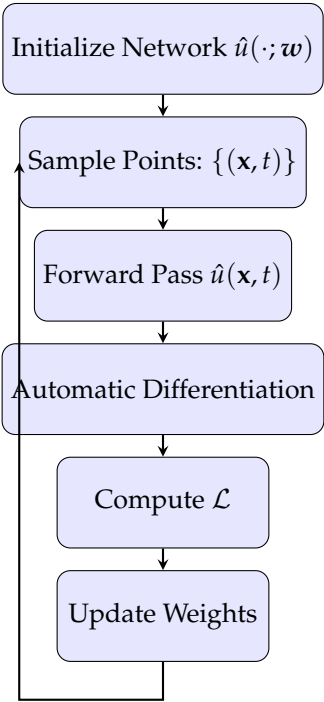 Initialize Network û(·; w)
Sample Points: {(x, t)}
Forward Pass û(x, t)
Automatic Differentiation
Compute ℒ
Update Weights